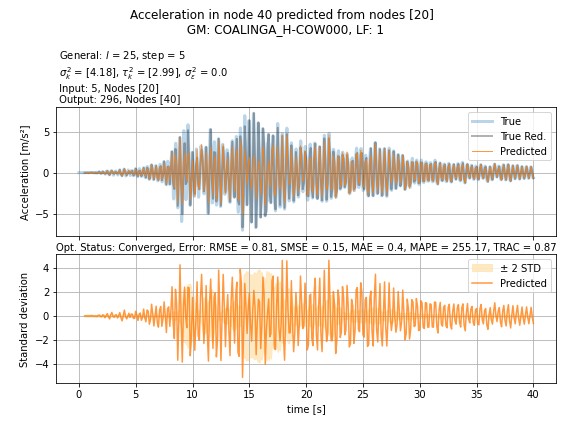 Acceleration in node 40 predicted from nodes [20]
GM: COALINGA_H-COW000, LF: 1
General: l = 25, step = 5
σ²ₖ = [4.18], τ²ₖ = [2.99], σ²ₑ = 0.0
Input: 5, Nodes [20]
Output: 296, Nodes [40]
Acceleration [m/s²]
5
0
−5
True
True Red.
Predicted
Opt. Status: Converged, Error: RMSE = 0.81, SMSE = 0.15, MAE = 0.4, MAPE = 255.17, TRAC = 0.87
Standard deviation
4
2
0
−2
−4
± 2 STD
Predicted
0 5 10 15 20 25 30 35 40
time [s]